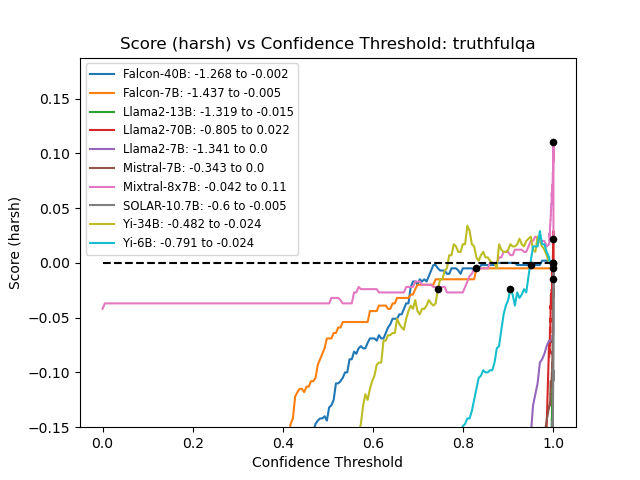 Score (harsh) vs Confidence Threshold: truthfulqa
Score (harsh)
0.15
0.10
0.05
0.00
−0.05
−0.10
−0.15
Falcon-40B: -1.268 to -0.002
Falcon-7B: -1.437 to -0.005
Llama2-13B: -1.319 to -0.015
Llama2-70B: -0.805 to 0.022
Llama2-7B: -1.341 to 0.0
Mistral-7B: -0.343 to 0.0
Mixtral-8x7B: -0.042 to 0.11
SOLAR-10.7B: -0.6 to -0.005
Yi-34B: -0.482 to -0.024
Yi-6B: -0.791 to -0.024
0.0 0.2 0.4 0.6 0.8 1.0
Confidence Threshold